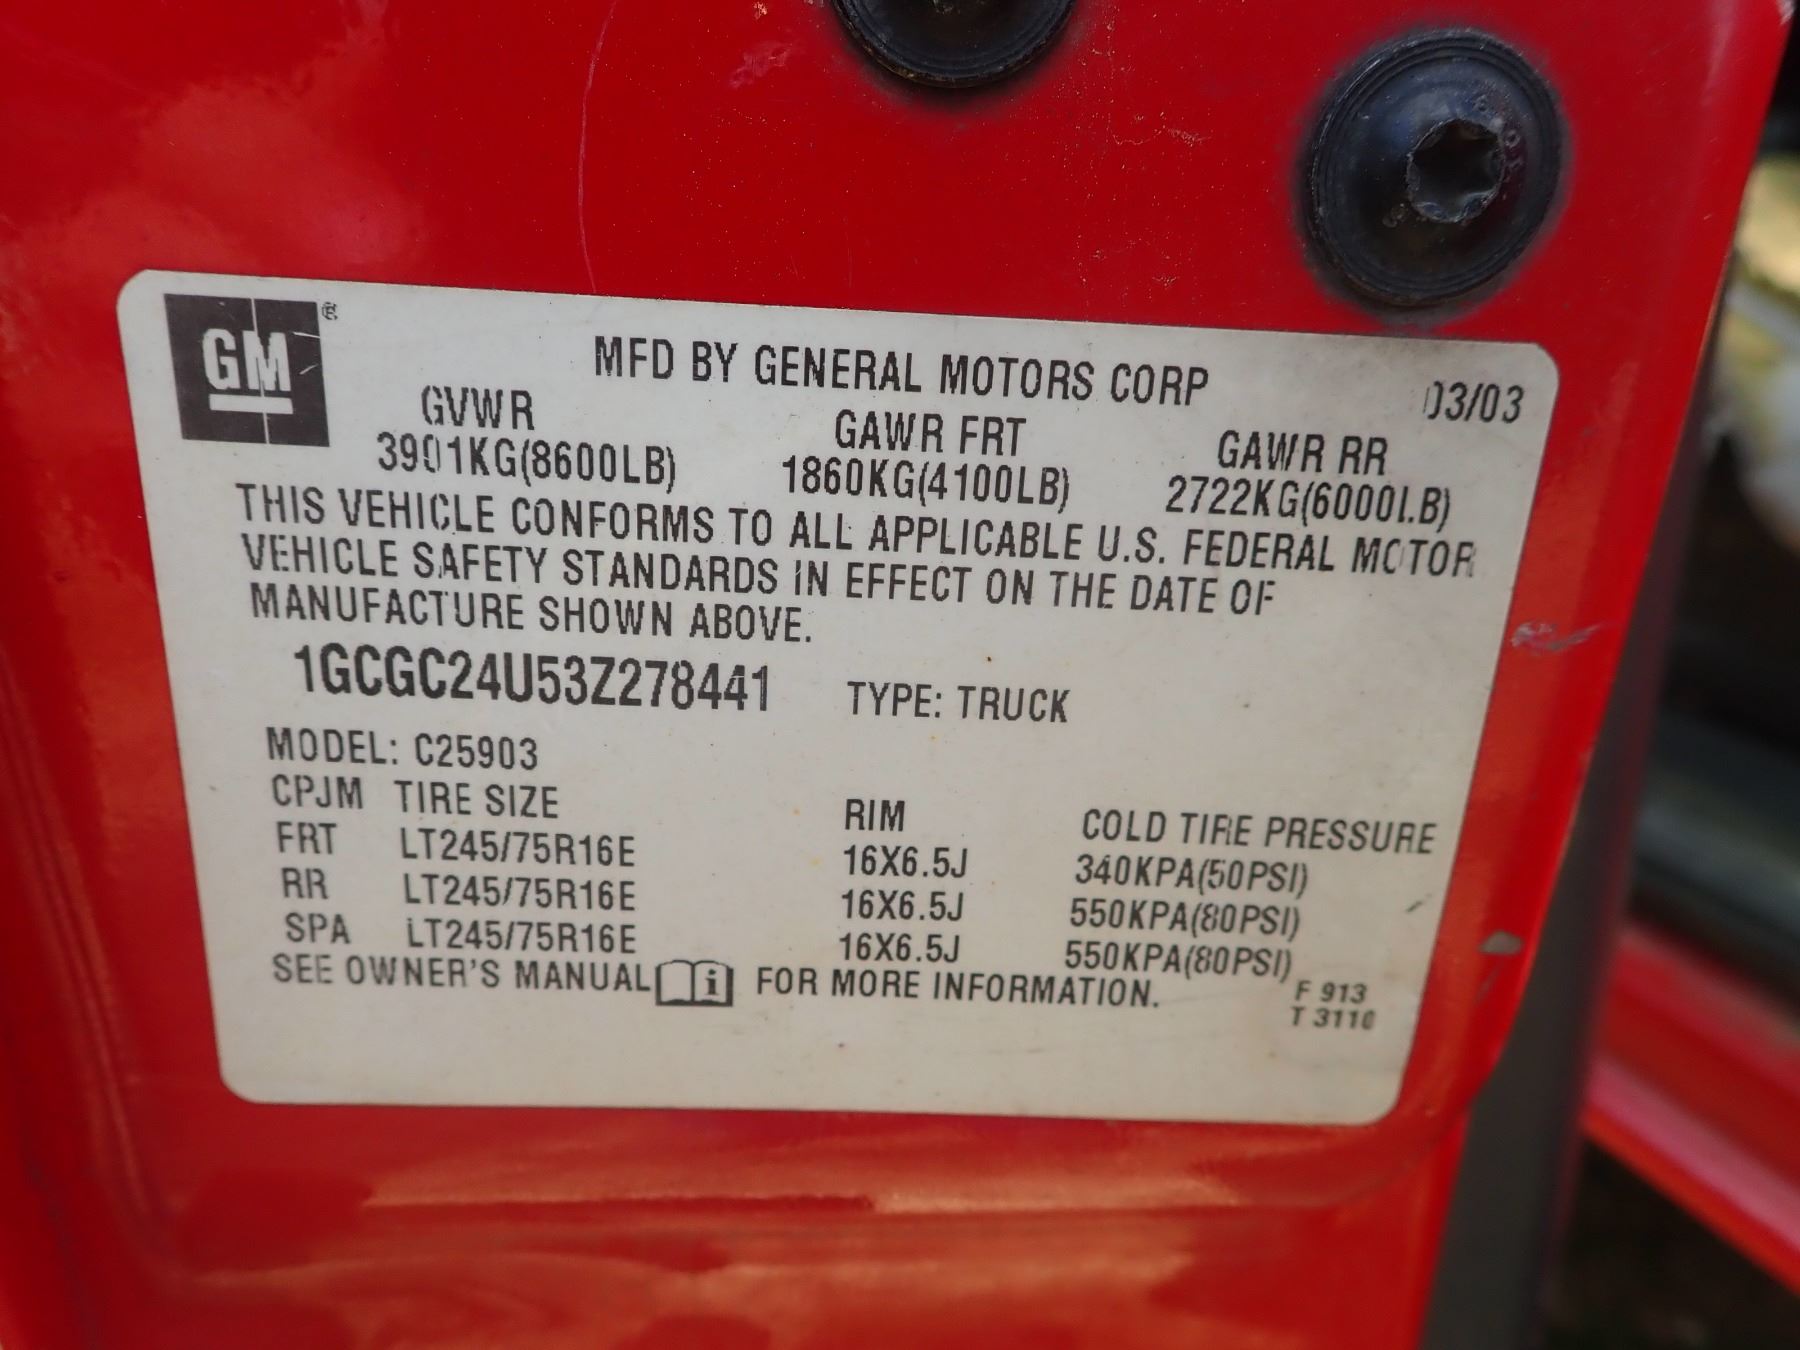 GM®
MFD BY GENERAL MOTORS CORP 03/03
GVWR GAWR FRT GAWR RR
3901KG(8600LB) 1860KG(4100LB) 2722KG(6000LB)
THIS VEHICLE CONFORMS TO ALL APPLICABLE U.S. FEDERAL MOTOR
VEHICLE SAFETY STANDARDS IN EFFECT ON THE DATE OF
MANUFACTURE SHOWN ABOVE.
1GCGC24U53Z278441 TYPE: TRUCK
MODEL: C25903
CPJM TIRE SIZE RIM COLD TIRE PRESSURE
FRT LT245/75R16E 16X6.5J 340KPA(50PSI)
RR LT245/75R16E 16X6.5J 550KPA(80PSI)
SPA LT245/75R16E 16X6.5J 550KPA(80PSI)
SEE OWNER'S MANUAL i FOR MORE INFORMATION.
F 913
T 3110